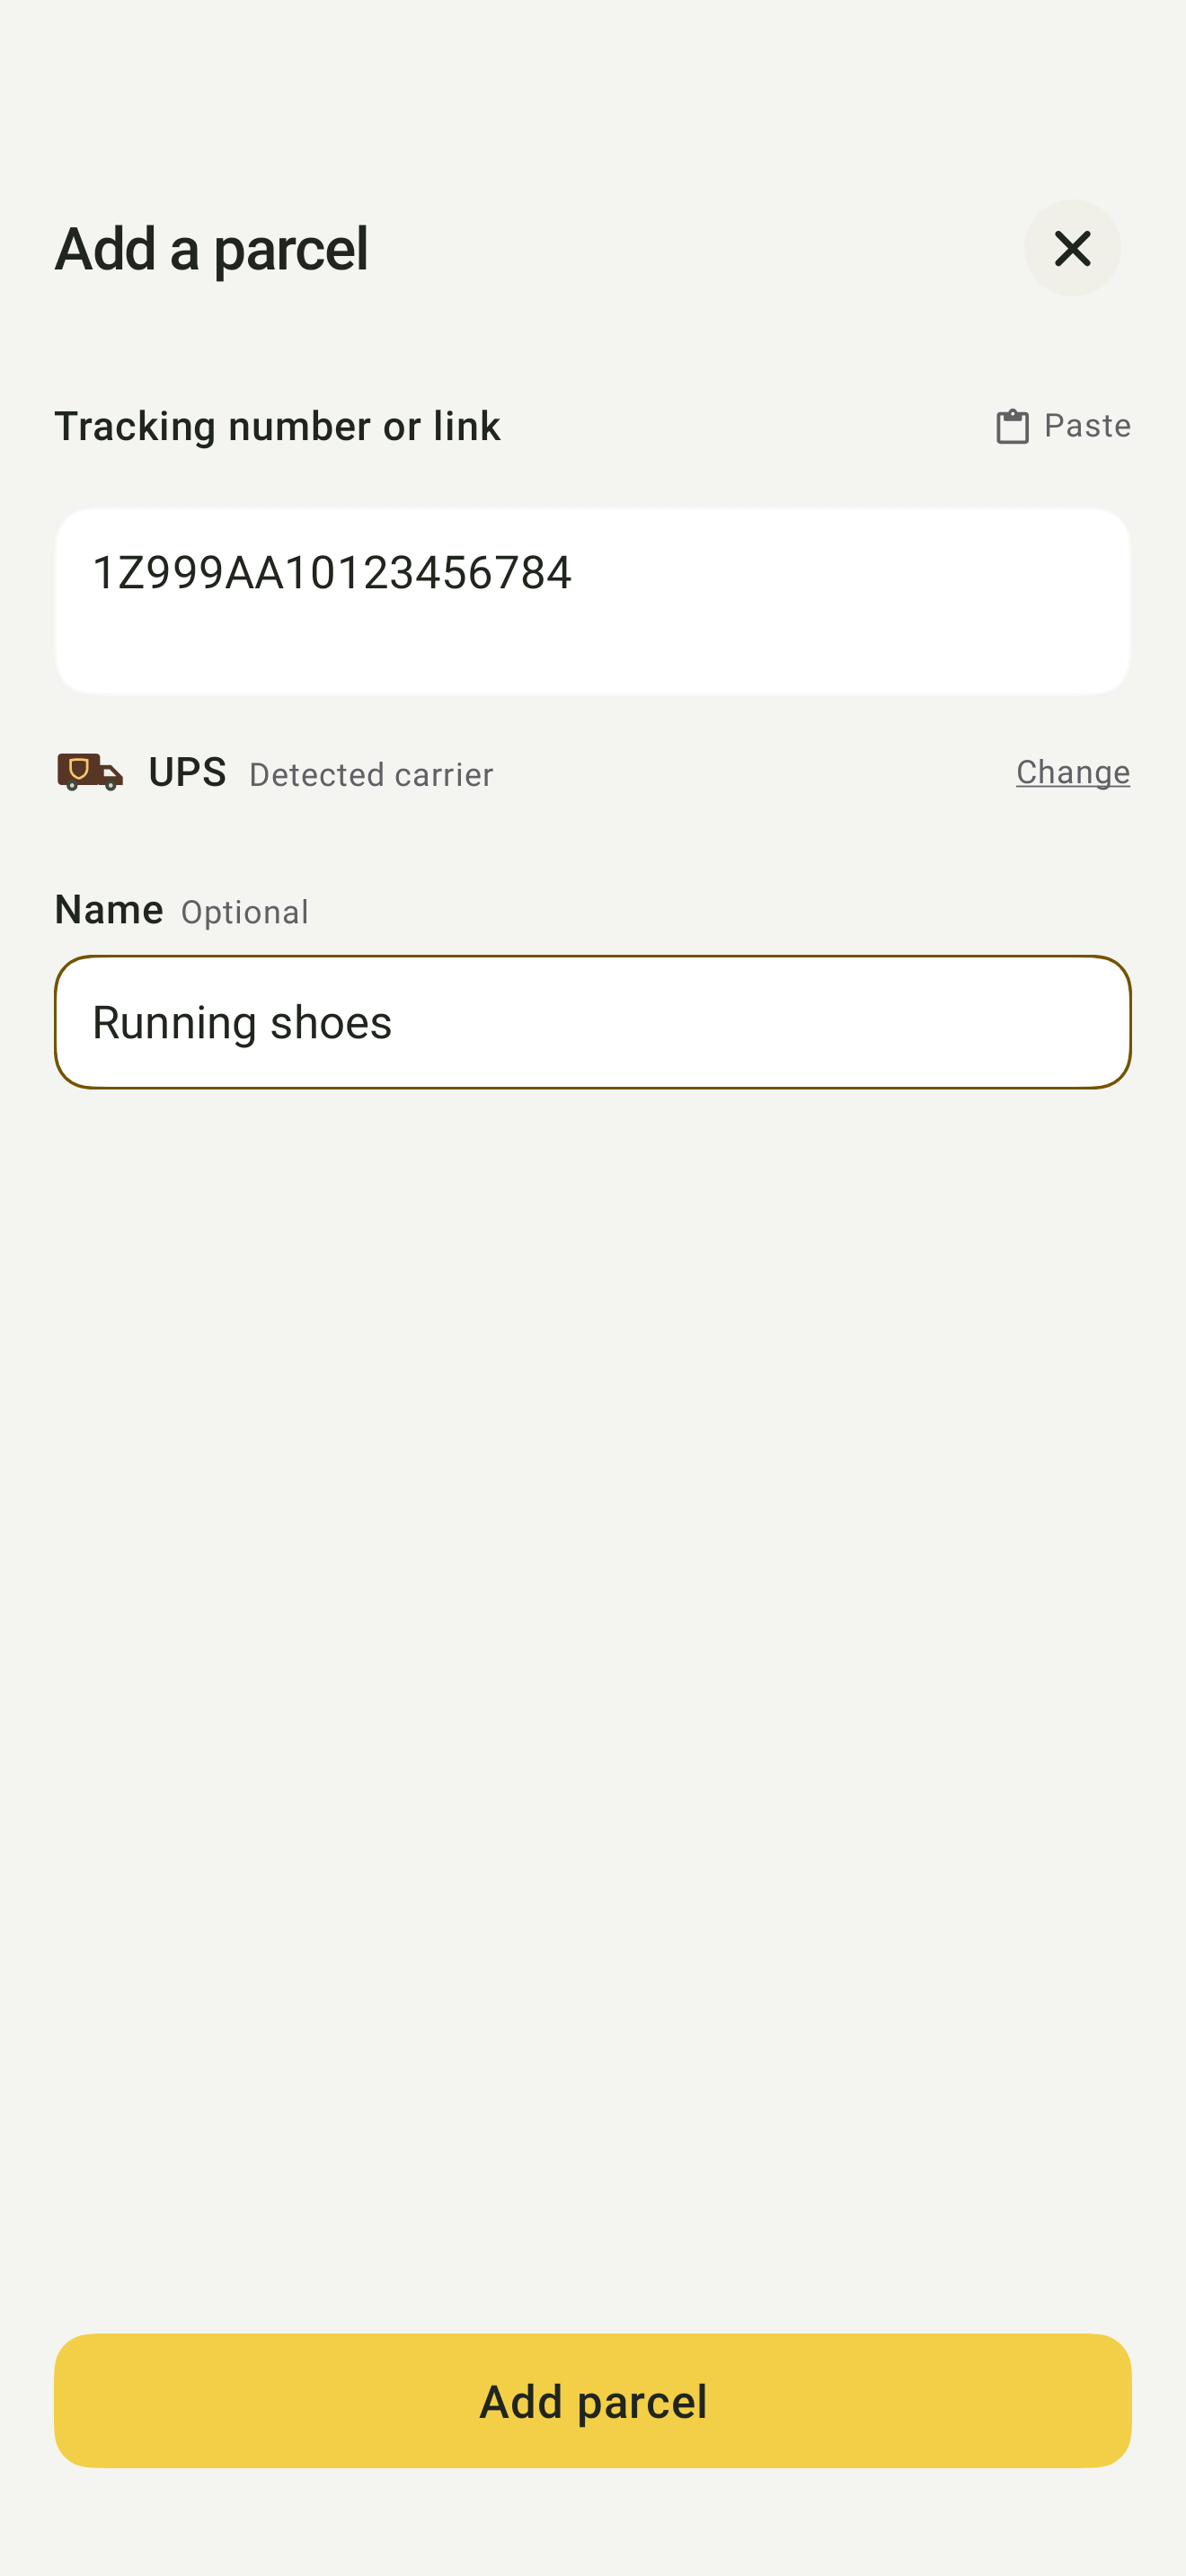 Add a parcel
Tracking number or link
Paste
1Z999AA10123456784
UPS Detected carrier
Change
Name Optional
Running shoes
Add parcel